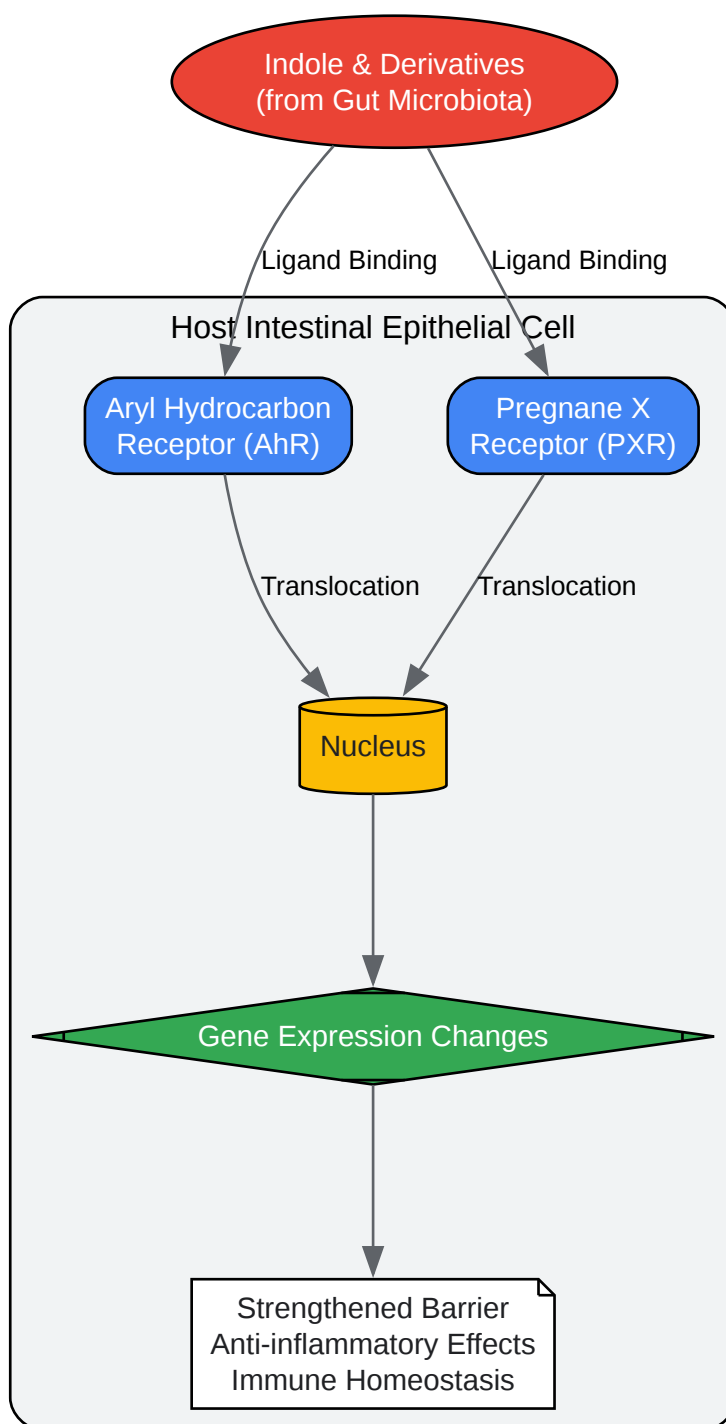 Indole & Derivatives
(from Gut Microbiota)
Ligand Binding
Ligand Binding
Host Intestinal Epithelial Cell
Aryl Hydrocarbon
Receptor (AhR)
Pregnane X
Receptor (PXR)
Translocation
Translocation
Nucleus
Gene Expression Changes
Strengthened Barrier
Anti-inflammatory Effects
Immune Homeostasis